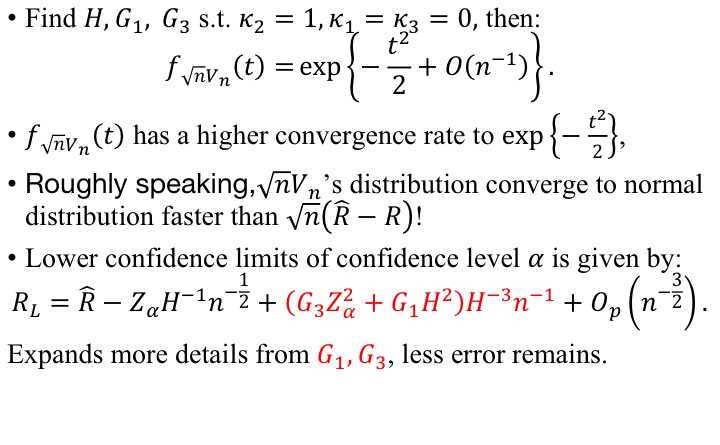 • Find H, G₁, G₃ s.t. κ₂ = 1, κ₁ = κ₃ = 0, then:
f_{√n V_n}(t) = exp{−t²/2 + O(n⁻¹)}.
• f_{√n V_n}(t) has a higher convergence rate to exp{−t²/2},
• Roughly speaking, √n V_n's distribution converge to normal
distribution faster than √n(R̂ − R)!
• Lower confidence limits of confidence level α is given by:
R_L = R̂ − Z_α H⁻¹ n^{−1/2} + (G₃Z_α² + G₁H²)H⁻³n⁻¹ + O_p(n^{−3/2}).
Expands more details from G₁, G₃, less error remains.